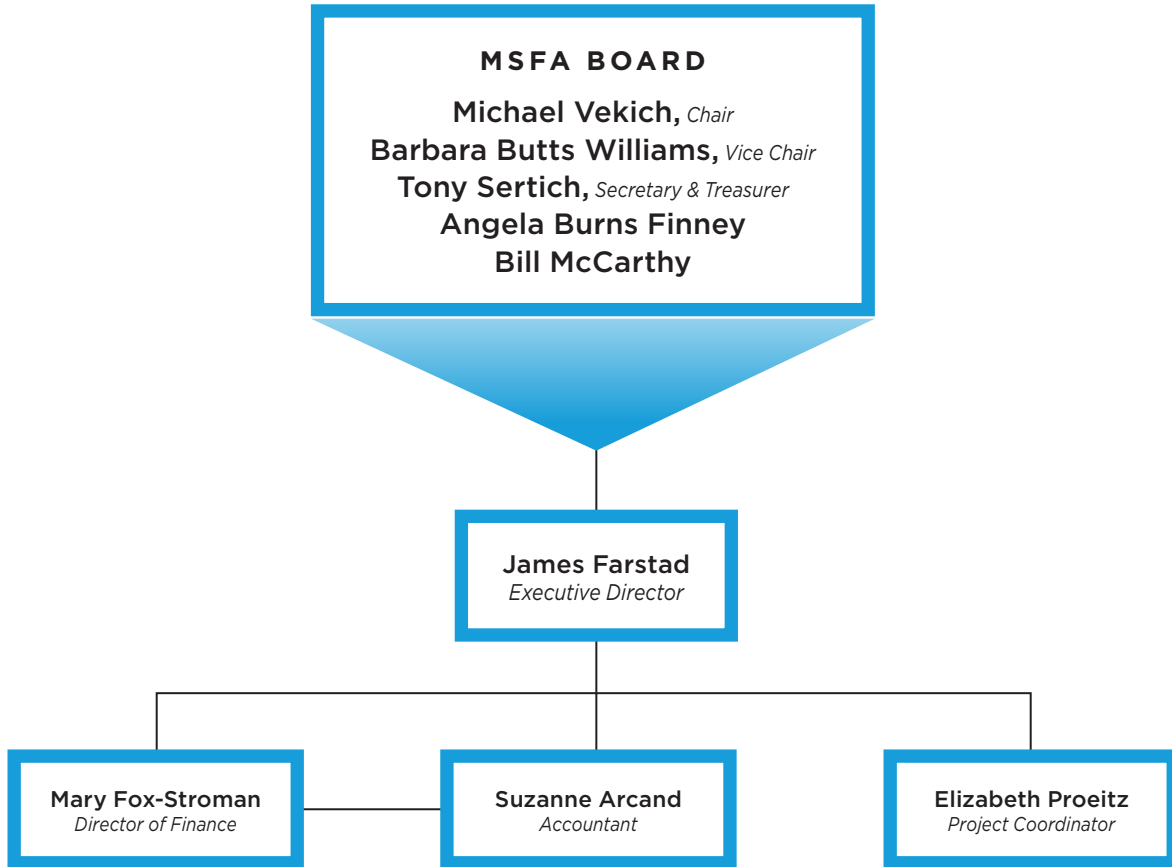 MSFA BOARD
Michael Vekich, Chair
Barbara Butts Williams, Vice Chair
Tony Sertich, Secretary & Treasurer
Angela Burns Finney
Bill McCarthy
James Farstad
Executive Director
Mary Fox-Stroman
Director of Finance
Suzanne Arcand
Accountant
Elizabeth Proeitz
Project Coordinator